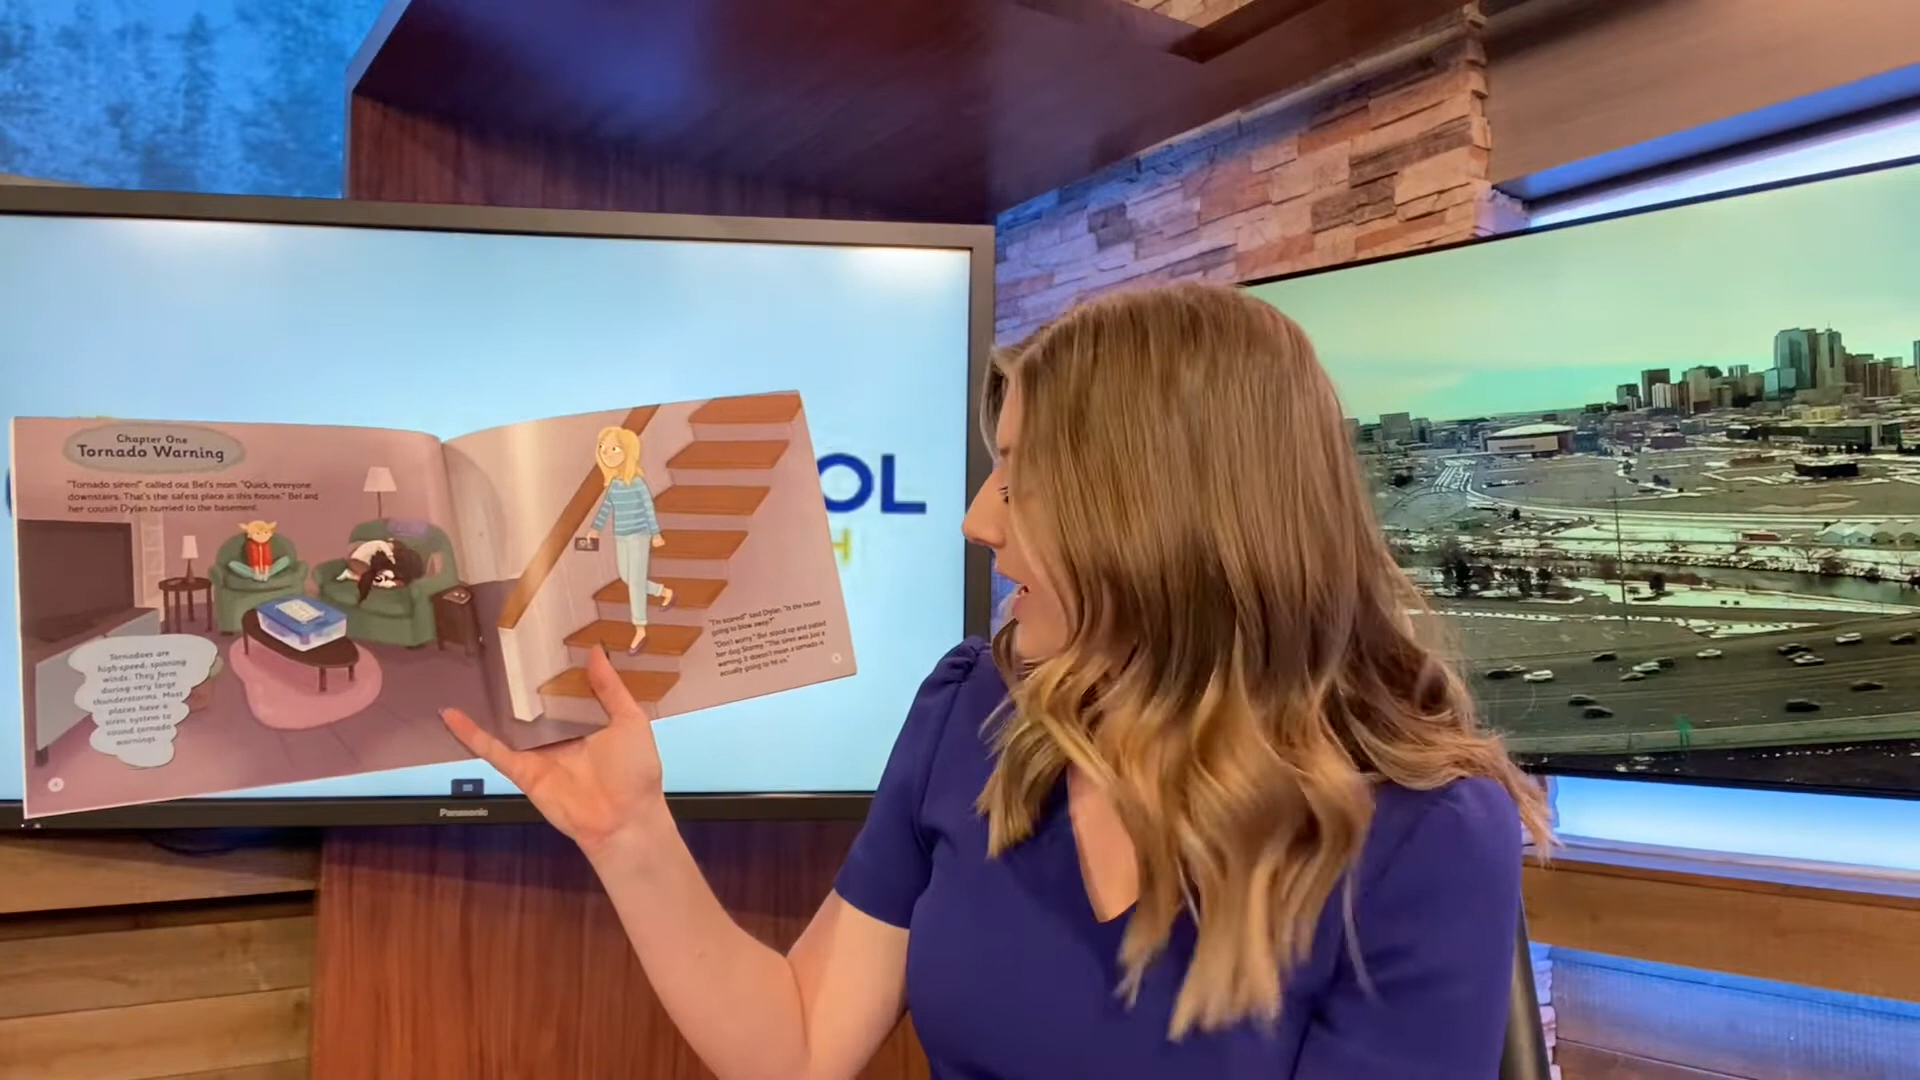 Chapter One
Tornado Warning
"Tornado siren!" called out Bel's mom. "Quick, everyone
downstairs. That's the safest place in this house." Bel and
her cousin Dylan hurried to the basement.
Tornadoes are
high-speed, spinning
winds. They form
during very large
thunderstorms. Most
places have a
siren system to
sound tornado
warnings.
4
"I'm scared!" said Dylan. "Is the house
going to blow away?"
"Don't worry." Bel stood up and patted
her dog Stormy. "The siren was just a
warning. It doesn't mean a tornado is
actually going to hit us."
5
OL
H
Panasonic